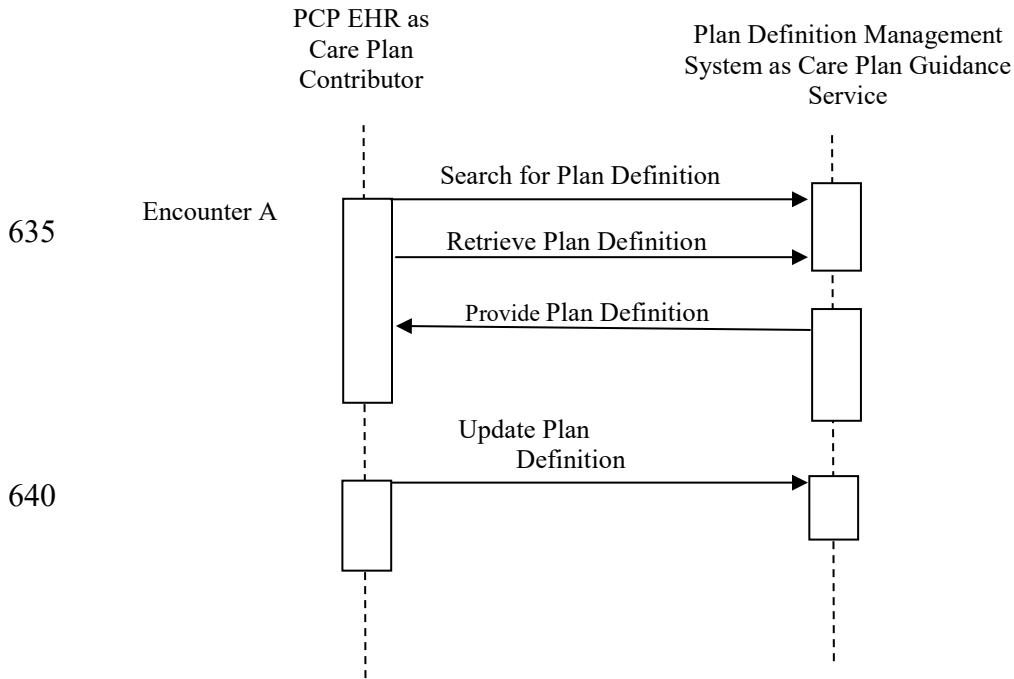 PCP EHR as
Care Plan
Contributor
Plan Definition Management
System as Care Plan Guidance
Service
Search for Plan Definition
Encounter A
635
Retrieve Plan Definition
Provide Plan Definition
Update Plan
Definition
640